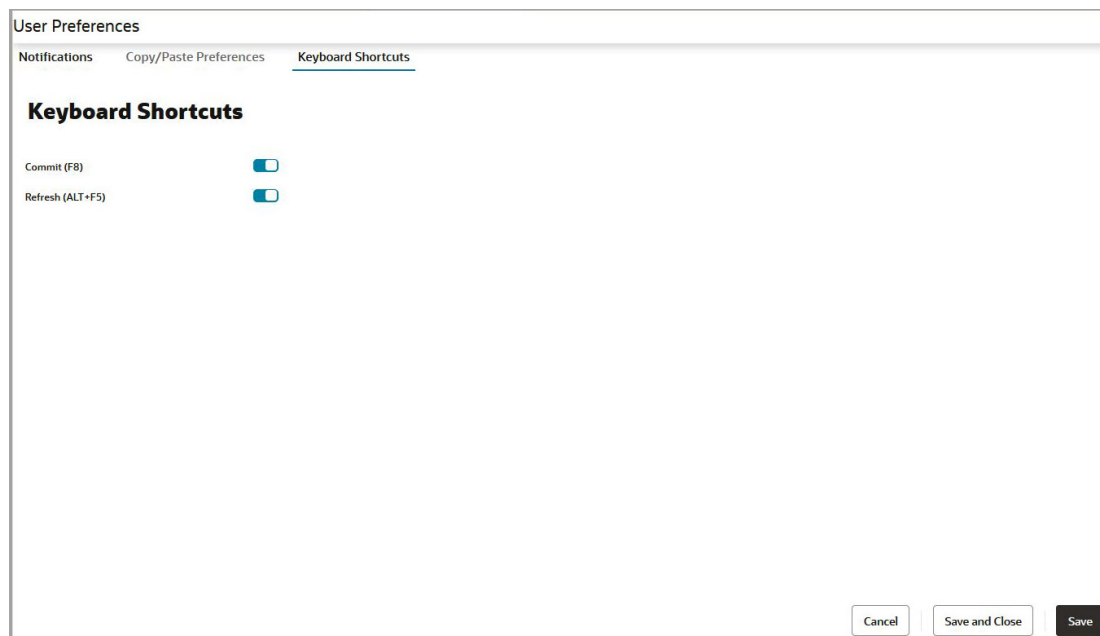 User Preferences
Notifications Copy/Paste Preferences Keyboard Shortcuts
Keyboard Shortcuts
Commit (F8)
Refresh (ALT+F5)
Cancel Save and Close Save